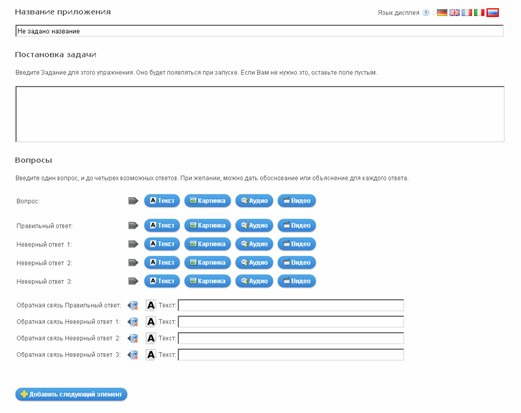 Название приложения
Язык дисплея
Не задано название
Постановка задачи
Введите Задание для этого упражнения. Оно будет появляться при запуске. Если Вам не нужно это, оставьте поле пустым.
Вопросы
Введите один вопрос, и до четырех возможных ответов. При желании, можно дать обоснование или объяснение для каждого ответа.
Вопрос: A Текст Картинка Аудио Видео
Правильный ответ: A Текст Картинка Аудио Видео
Неверный ответ 1: A Текст Картинка Аудио Видео
Неверный ответ 2: A Текст Картинка Аудио Видео
Неверный ответ 3: A Текст Картинка Аудио Видео
Обратная связь Правильный ответ: A Текст:
Обратная связь Неверный ответ 1: A Текст:
Обратная связь Неверный ответ 2: A Текст:
Обратная связь Неверный ответ 3: A Текст:
Добавить следующий элемент